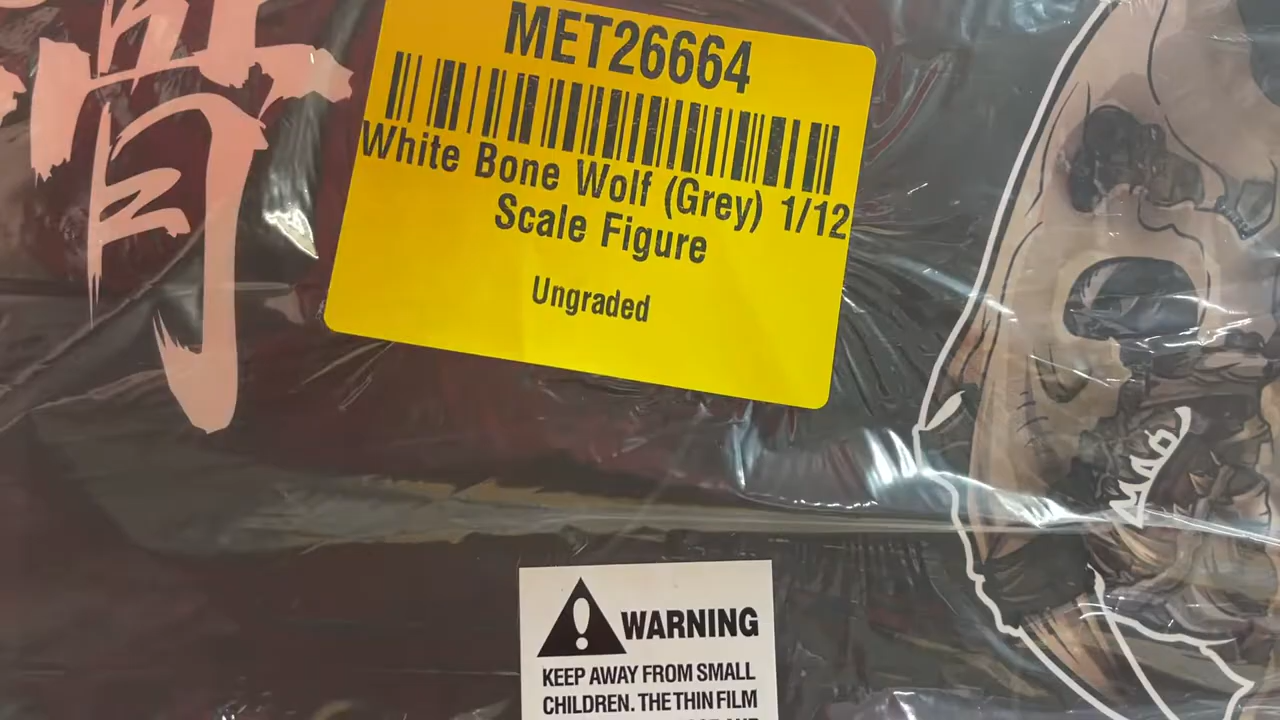 骨
MET26664
White Bone Wolf (Grey) 1/12
Scale Figure
Ungraded
WARNING
KEEP AWAY FROM SMALL
CHILDREN. THE THIN FILM